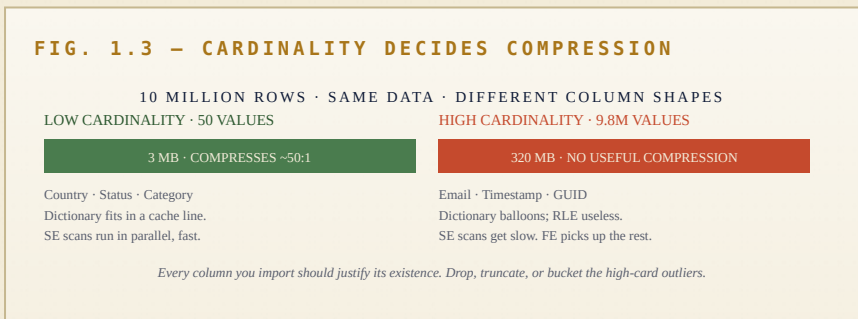 FIG. 1.3 — CARDINALITY DECIDES COMPRESSION
10 MILLION ROWS · SAME DATA · DIFFERENT COLUMN SHAPES
LOW CARDINALITY · 50 VALUES
3 MB · COMPRESSES ~50:1
Country · Status · Category
Dictionary fits in a cache line.
SE scans run in parallel, fast.
HIGH CARDINALITY · 9.8M VALUES
320 MB · NO USEFUL COMPRESSION
Email · Timestamp · GUID
Dictionary balloons; RLE useless.
SE scans get slow. FE picks up the rest.
Every column you import should justify its existence. Drop, truncate, or bucket the high-card outliers.